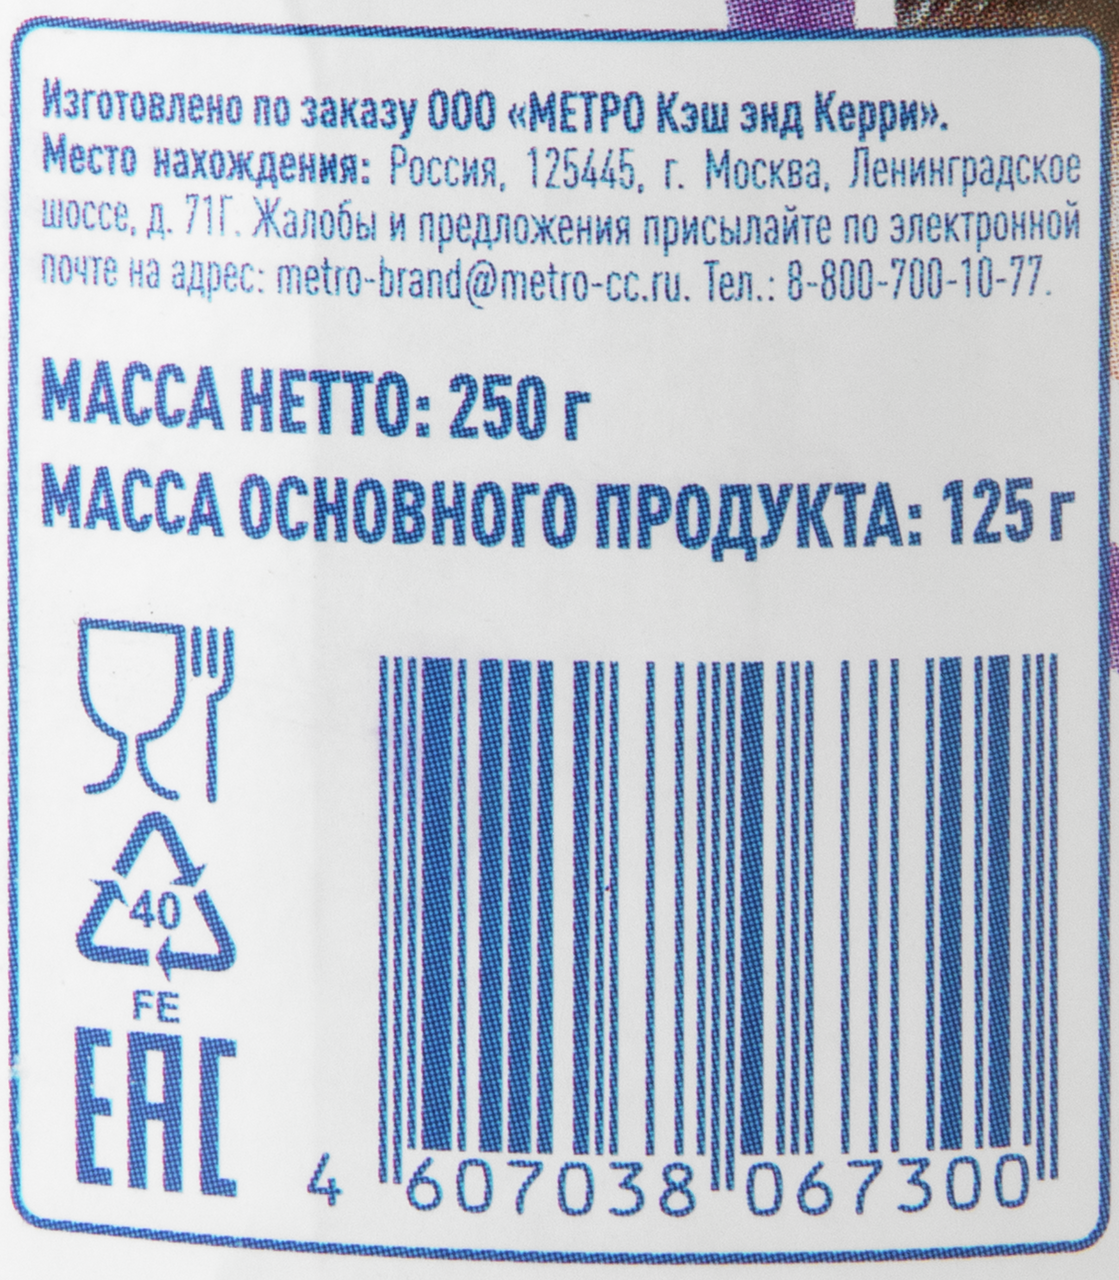 Изготовлено по заказу ООО «МЕТРО Кэш энд Керри».
Место нахождения: Россия, 125445, г. Москва, Ленинградское
шоссе, д. 71Г. Жалобы и предложения присылайте по электронной
почте на адрес: metro-brand@metro-cc.ru. Тел.: 8-800-700-10-77.
МАССА НЕТТО: 250 г
МАССА ОСНОВНОГО ПРОДУКТА: 125 г
40
FE
EAC
4 607038 067300